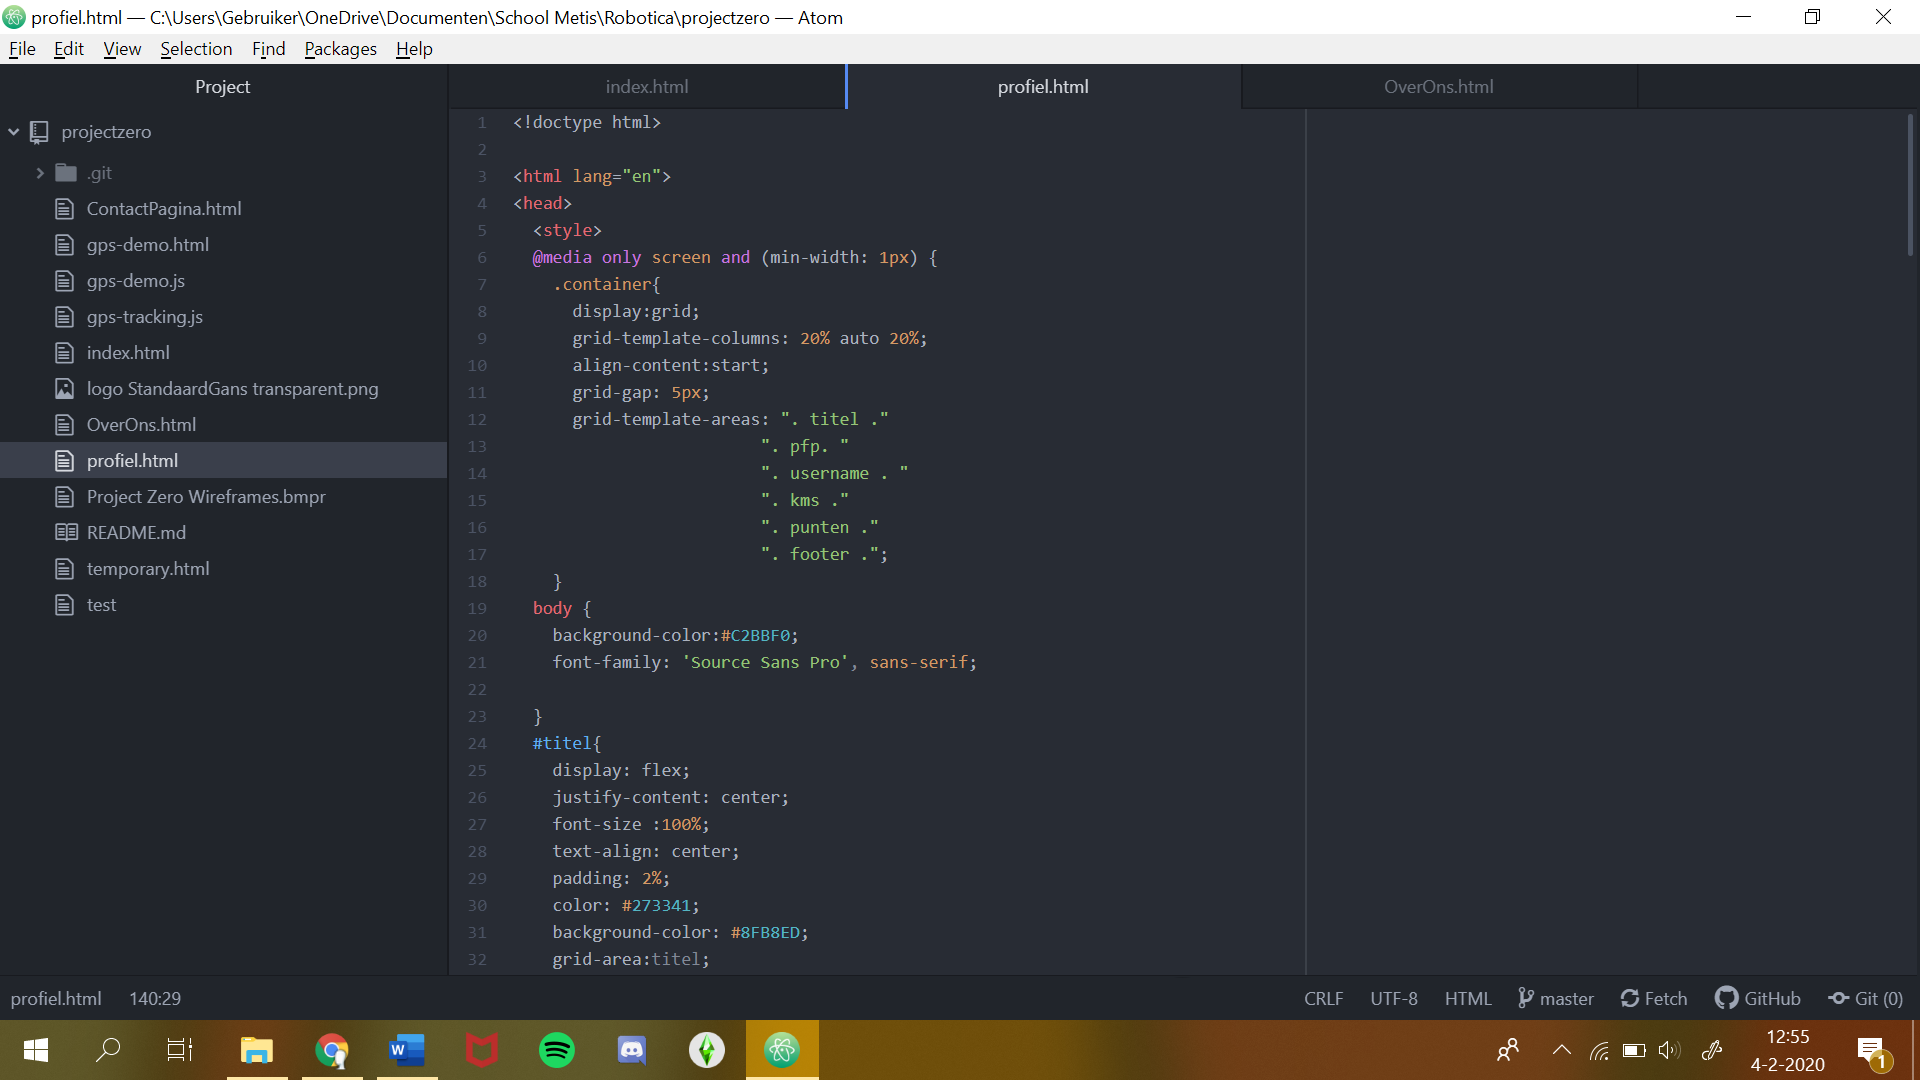 profiel.html — C:\Users\Gebruiker\OneDrive\Documenten\School Metis\Robotica\projectzero — Atom
File Edit View Selection Find Packages Help
Project
index.html
profiel.html
OverOns.html
projectzero
.git
ContactPagina.html
gps-demo.html
gps-demo.js
gps-tracking.js
index.html
logo StandaardGans transparent.png
OverOns.html
profiel.html
Project Zero Wireframes.bmpr
README.md
temporary.html
test
1 <!doctype html>
2
3 <html lang="en">
4 <head>
5 <style>
6 @media only screen and (min-width: 1px) {
7 .container{
8 display:grid;
9 grid-template-columns: 20% auto 20%;
10 align-content:start;
11 grid-gap: 5px;
12 grid-template-areas: ". titel ."
13 ". pfp. "
14 ". username . "
15 ". kms ."
16 ". punten ."
17 ". footer .";
18 }
19 body {
20 background-color:#C2BBF0;
21 font-family: 'Source Sans Pro', sans-serif;
22
23 }
24 #titel{
25 display: flex;
26 justify-content: center;
27 font-size :100%;
28 text-align: center;
29 padding: 2%;
30 color: #273341;
31 background-color: #8FB8ED;
32 grid-area:titel;
profiel.html 140:29 CRLF UTF-8 HTML master Fetch GitHub Git (0)
12:55
4-2-2020
1